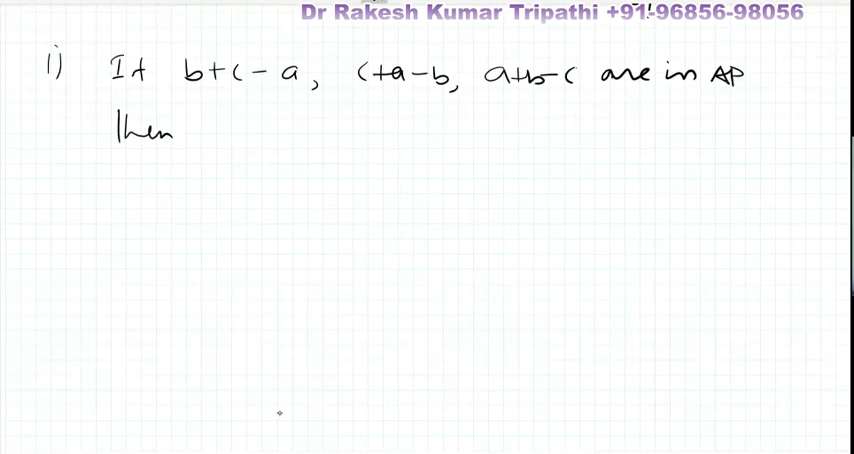 Dr Rakesh Kumar Tripathi +91!-96856-98056
1) If b+c-a, c+a-b, a+b-c are in AP
then